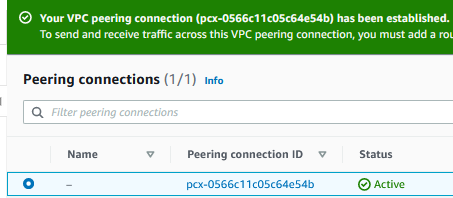 Your VPC peering connection (pcx-0566c11c05c64e54b) has been established.
To send and receive traffic across this VPC peering connection, you must add a
Peering connections (1/1) Info
Filter peering connections
Name Peering connection ID Status
– pcx-0566c11c05c64e54b Active